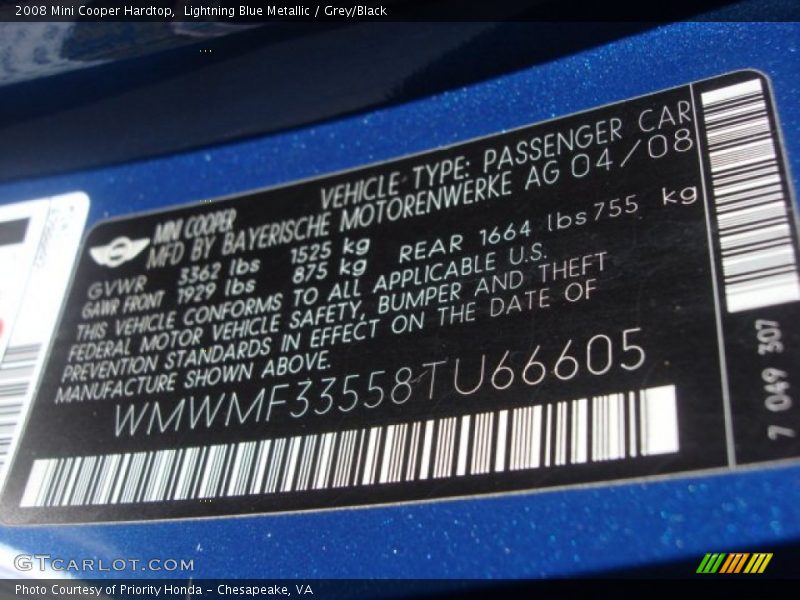 2008 Mini Cooper Hardtop,  Lightning Blue Metallic / Grey/Black
MINI COOPER VEHICLE TYPE: PASSENGER CAR
MFD BY BAYERISCHE MOTORENWERKE AG 04/08
GVWR 3362 lbs 1525 kg
GAWR FRONT 1929 lbs 875 kg REAR 1664 lbs 755 kg
THIS VEHICLE CONFORMS TO ALL APPLICABLE U.S.
FEDERAL MOTOR VEHICLE SAFETY, BUMPER AND THEFT
PREVENTION STANDARDS IN EFFECT ON THE DATE OF
MANUFACTURE SHOWN ABOVE.
WMWMF33558TU66605
7 049 307
GTCARLOT.COM
Photo Courtesy of Priority Honda - Chesapeake, VA